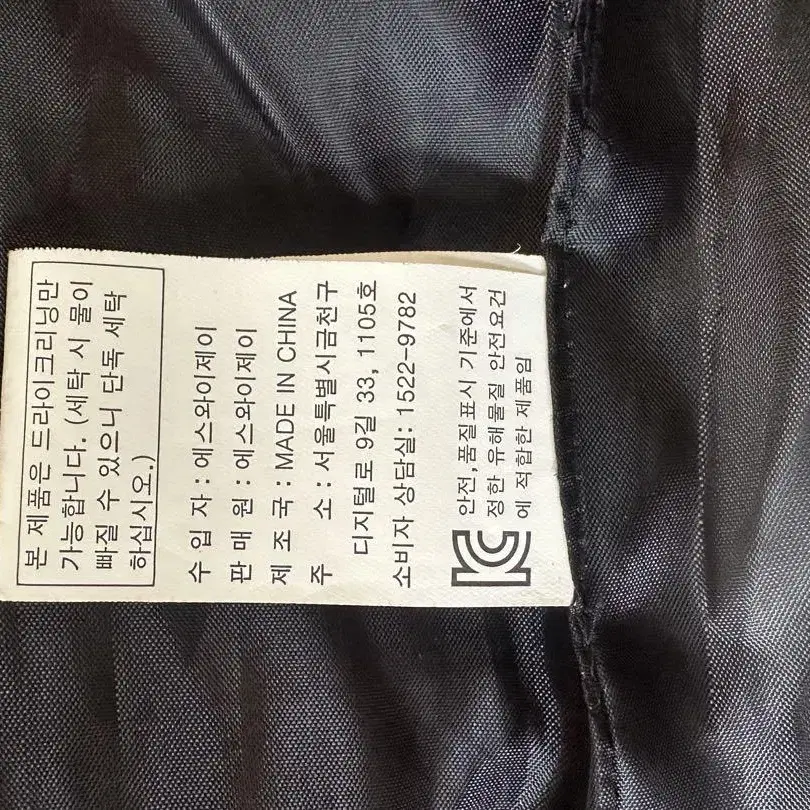 본 제품은 드라이크리닝만
가능합니다. (세탁 시 물이
빠질 수 있으니 단독 세탁
하십시오.)
수 입 자 : 에스와이제이
판 매 원 : 에스와이제이
제 조 국 : MADE IN CHINA
주 소 : 서울특별시금천구
디지털로 9길 33, 1105호
소비자 상담실: 1522-9782
KC
안전,품질표시 기준에서
정한 유해물질 안전요건
에 적합한 제품임